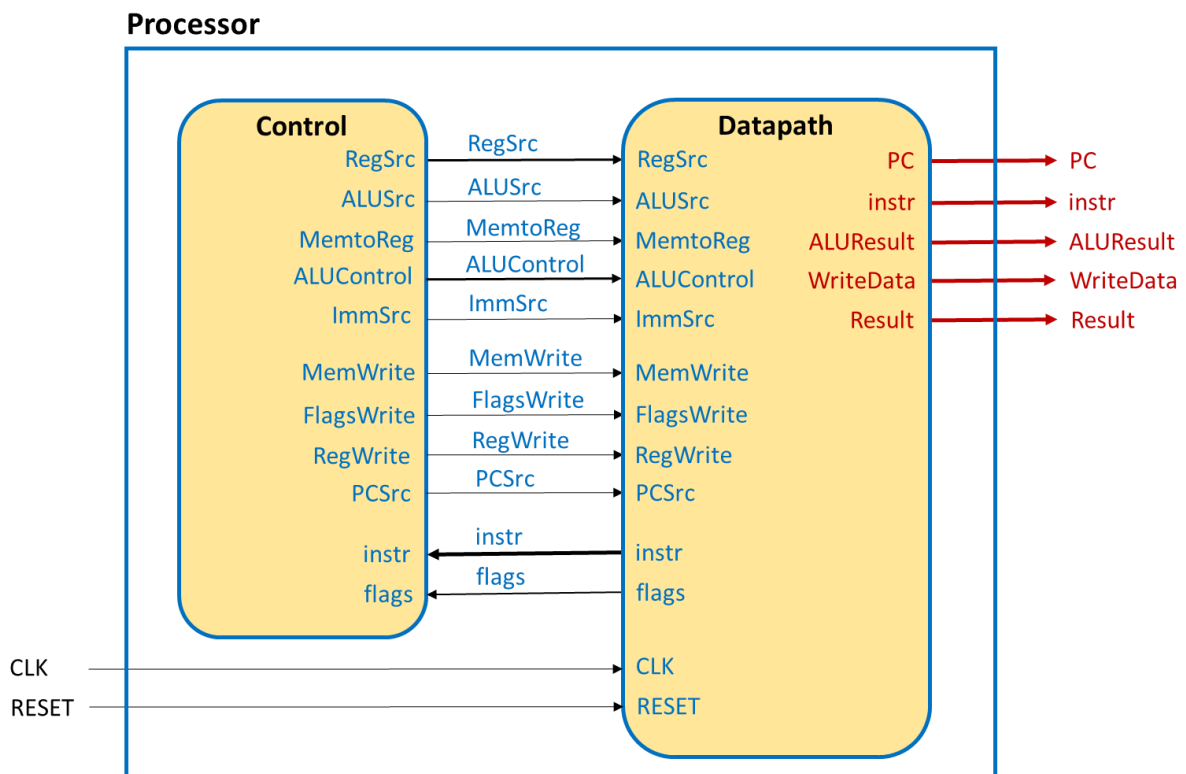 Processor
Control
Datapath
RegSrc RegSrc RegSrc PC PC
ALUSrc ALUSrc ALUSrc instr instr
MemtoReg MemtoReg MemtoReg ALUResult ALUResult
ALUControl ALUControl ALUControl WriteData WriteData
ImmSrc ImmSrc ImmSrc Result Result
MemWrite MemWrite MemWrite
FlagsWrite FlagsWrite FlagsWrite
RegWrite RegWrite RegWrite
PCSrc PCSrc PCSrc
instr instr instr
flags flags flags
CLK CLK
RESET RESET